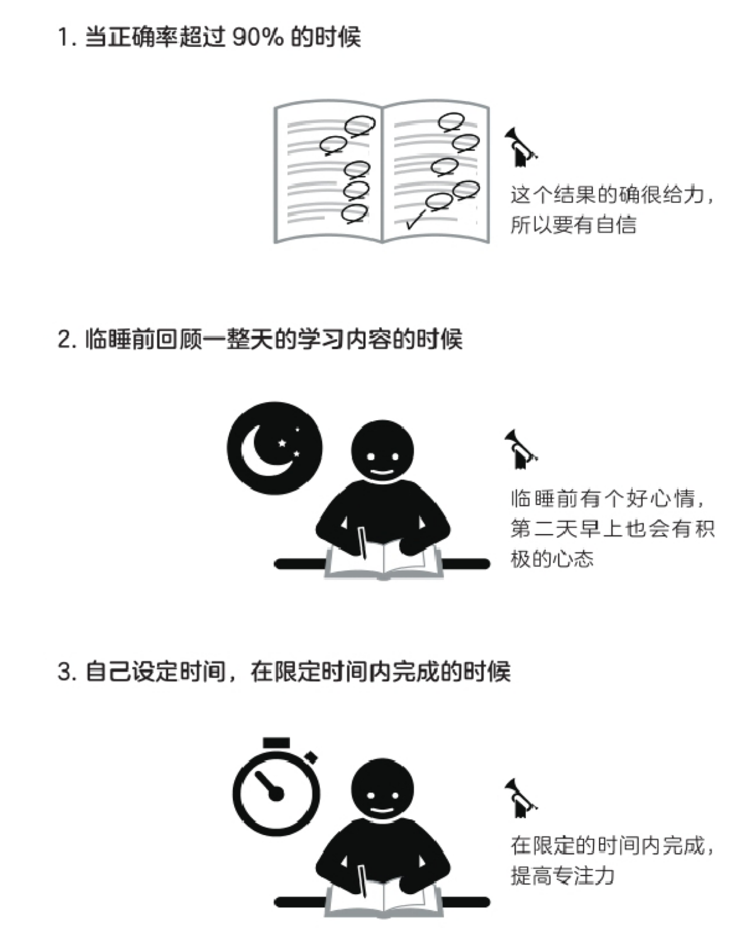 1. 当正确率超过 90% 的时候
这个结果的确很给力，
所以要有自信
2. 临睡前回顾一整天的学习内容的时候
临睡前有个好心情，
第二天早上也会有积
极的心态
3. 自己设定时间，在限定时间内完成的时候
在限定的时间内完成，
提高专注力